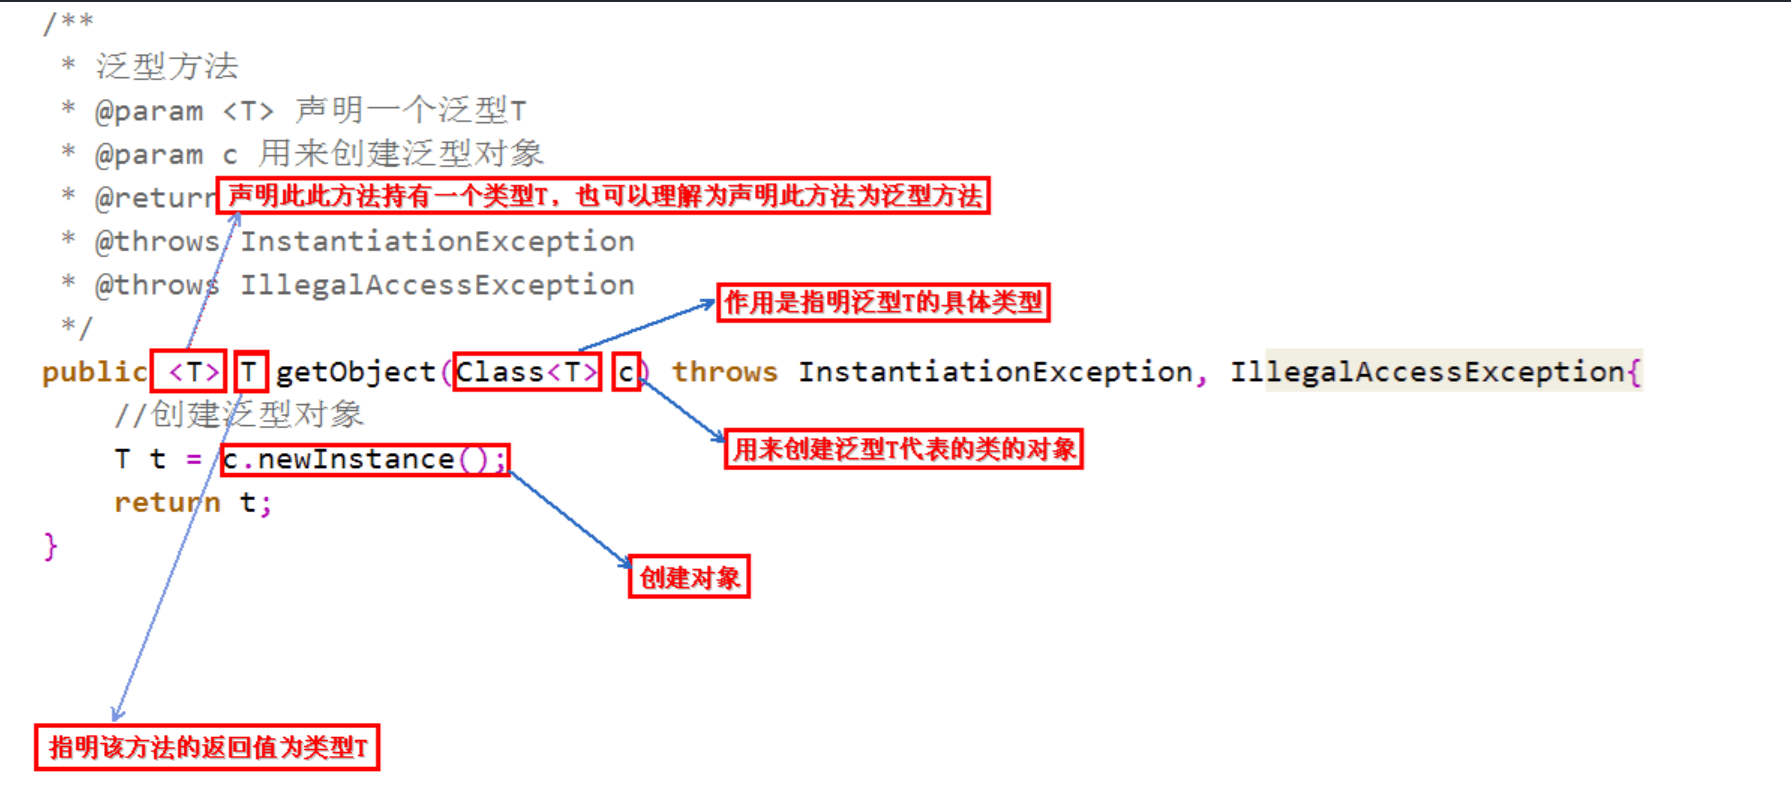 /**
* 泛型方法
* @param <T> 声明一个泛型T
* @param c 用来创建泛型对象
* @return 声明此此方法持有一个类型T，也可以理解为声明此方法为泛型方法
* @throws InstantiationException
* @throws IllegalAccessException
作用是指明泛型T的具体类型
*/
public <T> T getObject(Class<T> c) throws InstantiationException, IllegalAccessException{
//创建泛型对象
用来创建泛型T代表的类的对象
T t = c.newInstance();
return t;
}
创建对象
指明该方法的返回值为类型T